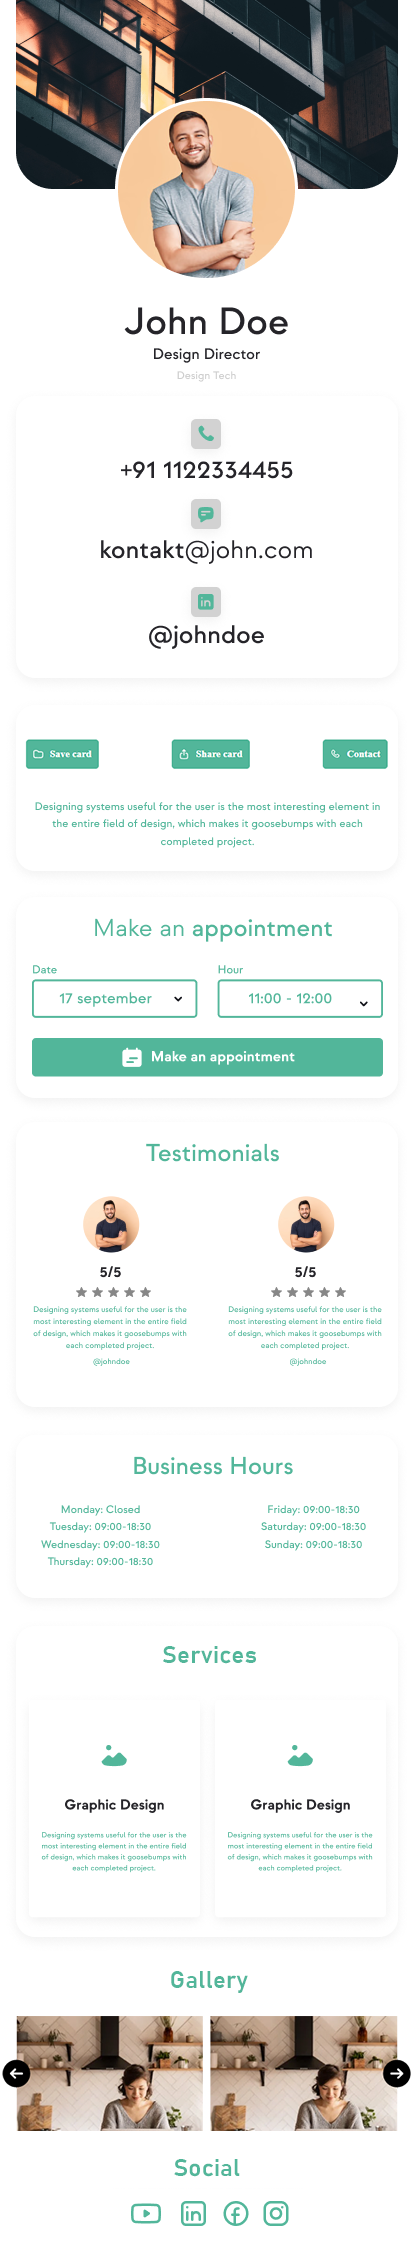 John Doe
Design Director
Design Tech
+91 1122334455
kontakt@john.com
in
@johndoe
Save card
Share card
Contact
Designing systems useful for the user is the most interesting element in
the entire field of design, which makes it goosebumps with each
completed project.
Make an appointment
Date
Hour
17 september
11:00 - 12:00
Make an appointment
Testimonials
5/5
Designing systems useful for the user is the
most interesting element in the entire field
of design, which makes it goosebumps with
each completed project.
@johndoe
5/5
Designing systems useful for the user is the
most interesting element in the entire field
of design, which makes it goosebumps with
each completed project.
@johndoe
Business Hours
Monday: Closed
Tuesday: 09:00-18:30
Wednesday: 09:00-18:30
Thursday: 09:00-18:30
Friday: 09:00-18:30
Saturday: 09:00-18:30
Sunday: 09:00-18:30
Services
Graphic Design
Designing systems useful for the user is the
most interesting element in the entire field
of design, which makes it goosebumps with
each completed project.
Graphic Design
Designing systems useful for the user is the
most interesting element in the entire field
of design, which makes it goosebumps with
each completed project.
Gallery
Social
in